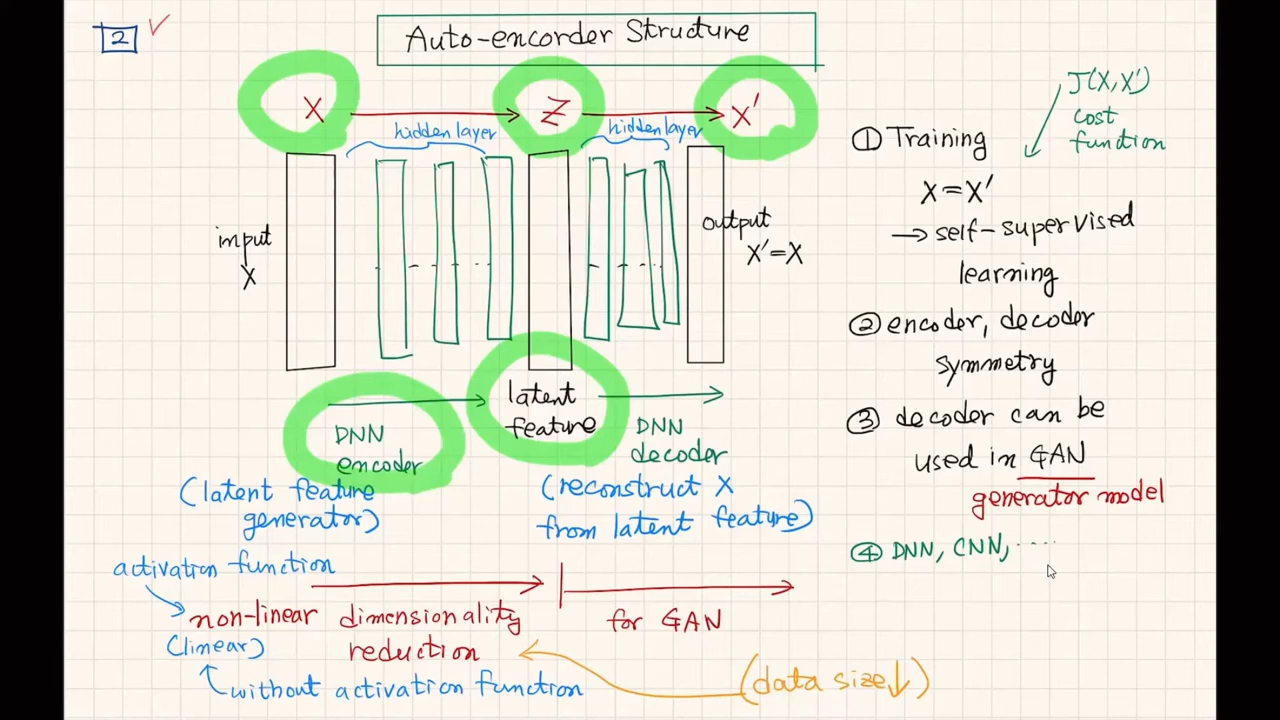 2
Auto-encorder Structure
X
Z
X'
hidden layer
hidden layer
input
X
output
X'=X
latent
feature
DNN
encoder
DNN
decoder
(latent feature
generator)
(reconstruct X
from latent feature)
activation function
non-linear dimensionality
reduction
(linear)
without activation function
for GAN
(data size↓)
J(X,X')
cost
function
① Training
X=X'
→ self-supervised
learning
② encoder, decoder
symmetry
③ decoder can be
used in GAN
generator model
④ DNN, CNN, ....